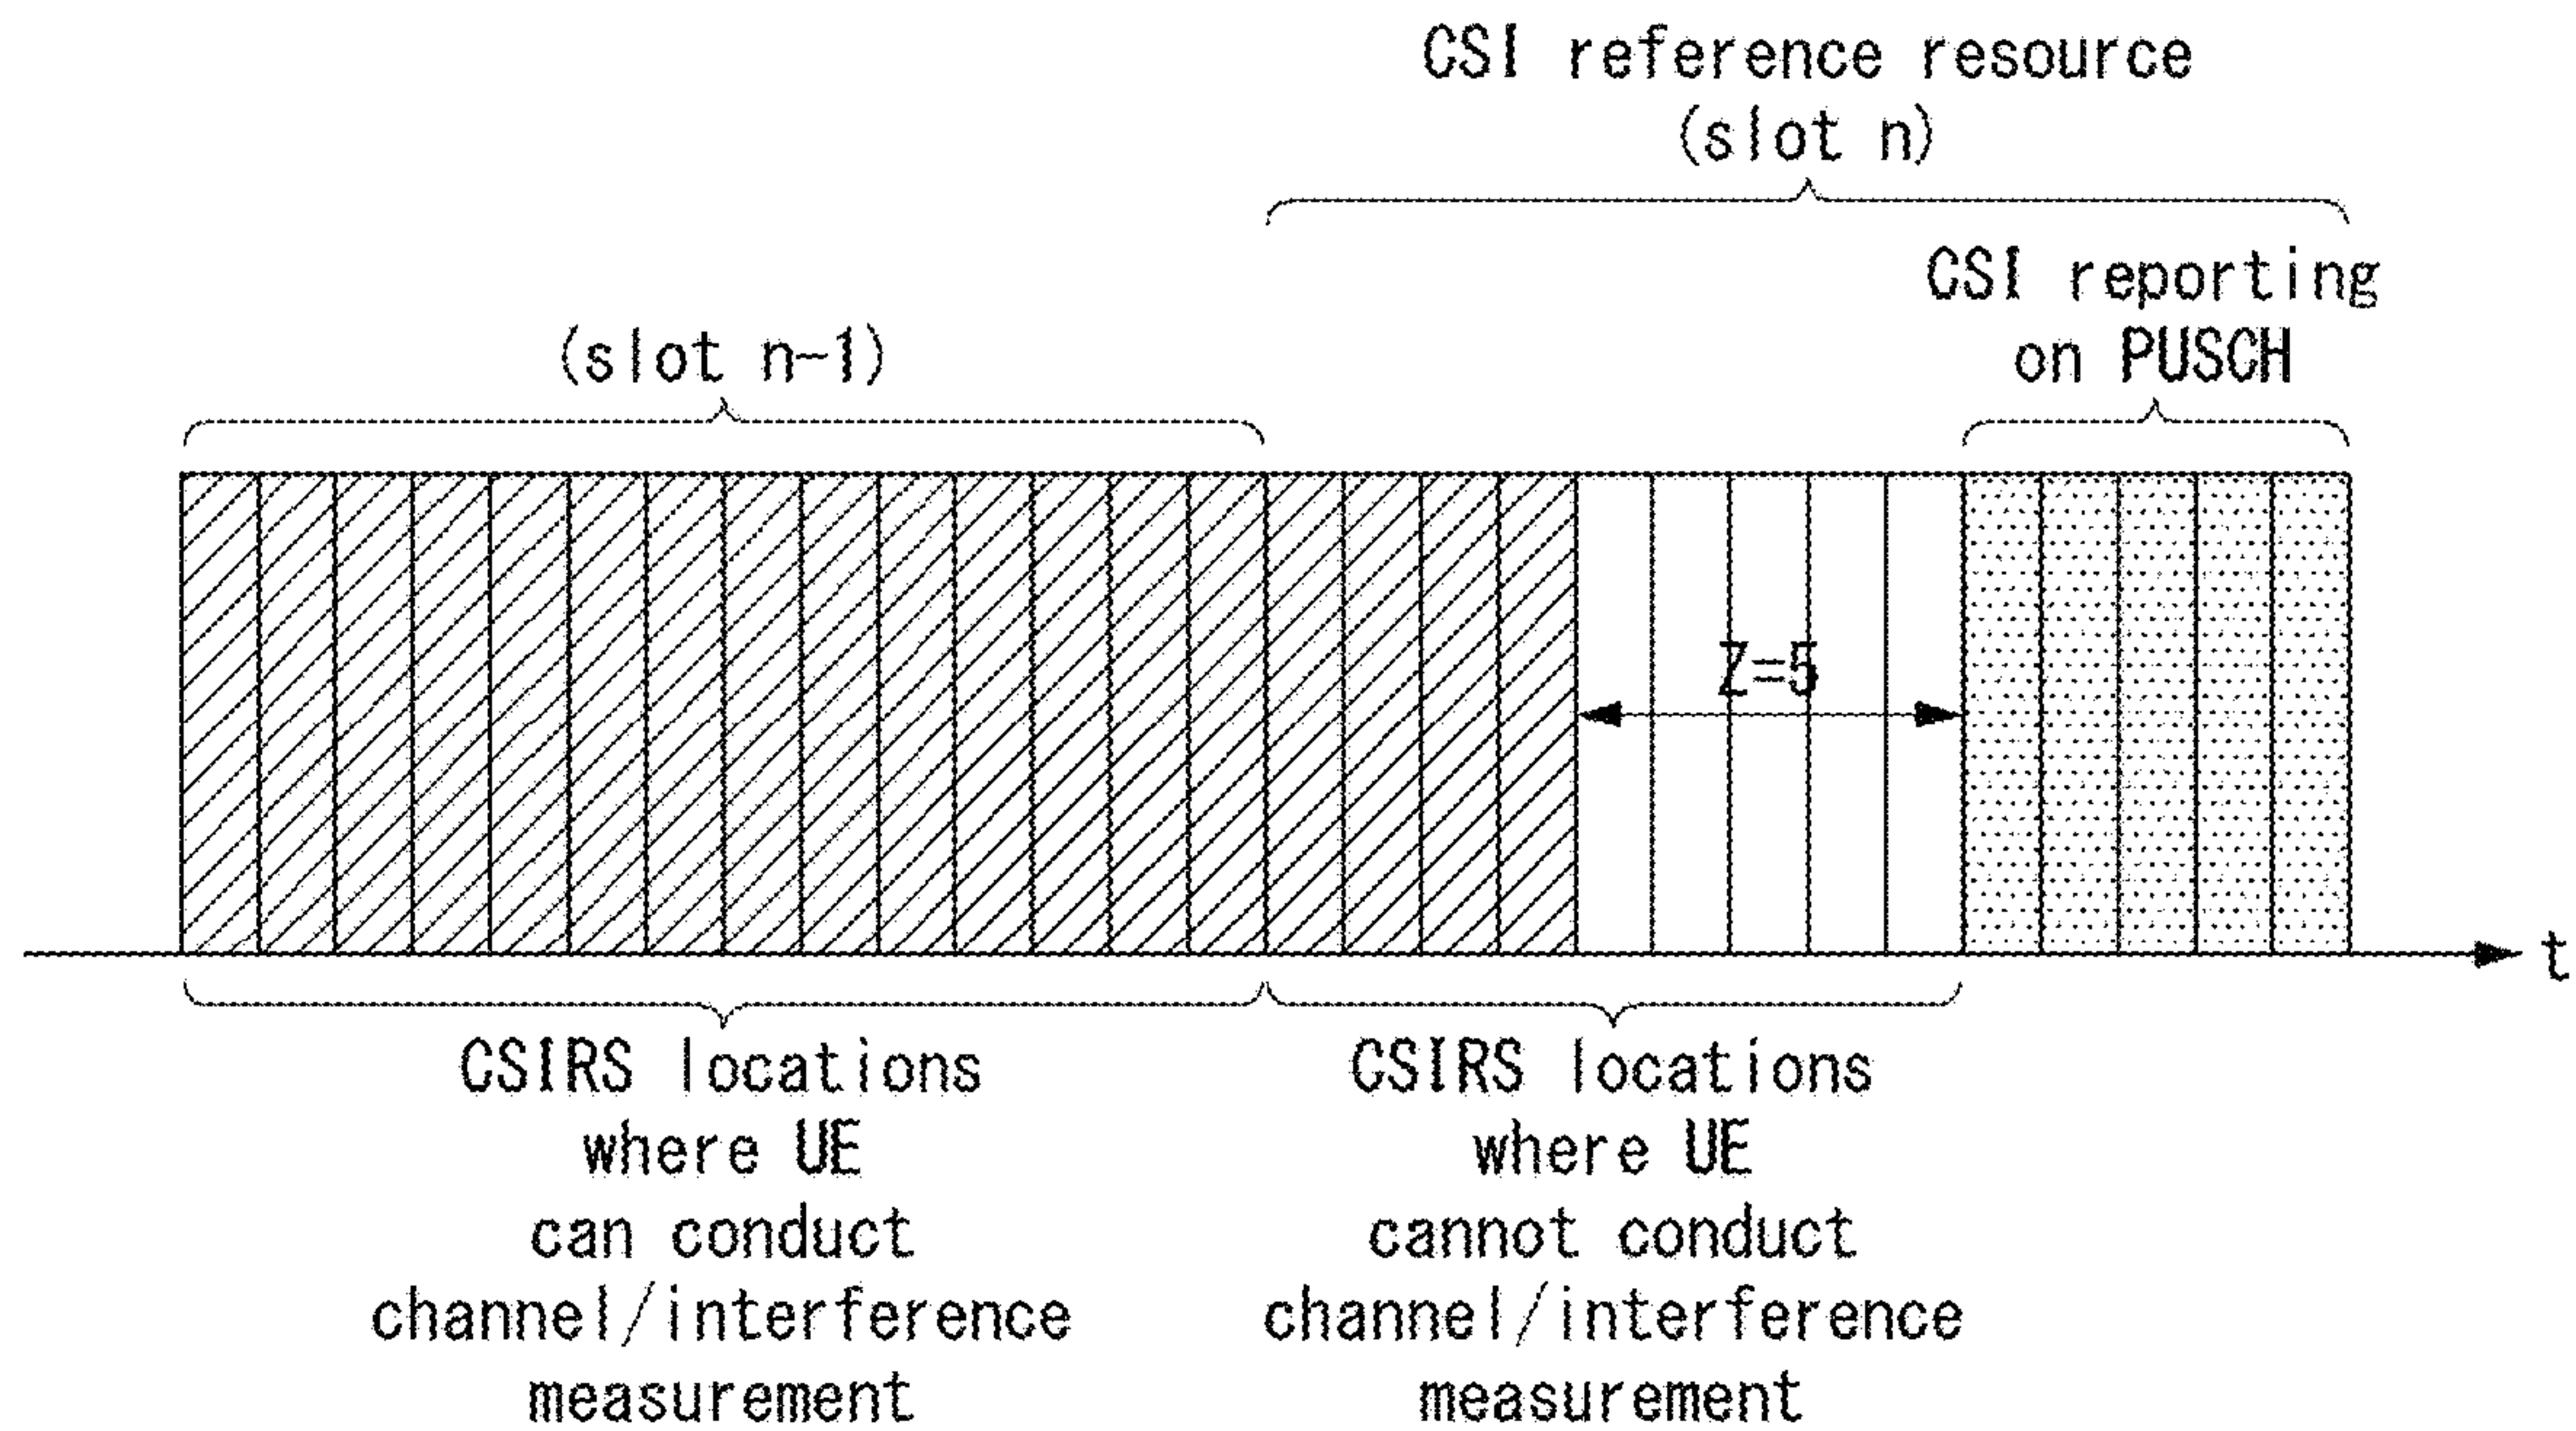 CSI reference resource
(slot n)
CSI reporting
on PUSCH
(slot n-1)
Z=5
t
CSIRS locations
where UE
can conduct
channel/interference
measurement
CSIRS locations
where UE
cannot conduct
channel/interference
measurement